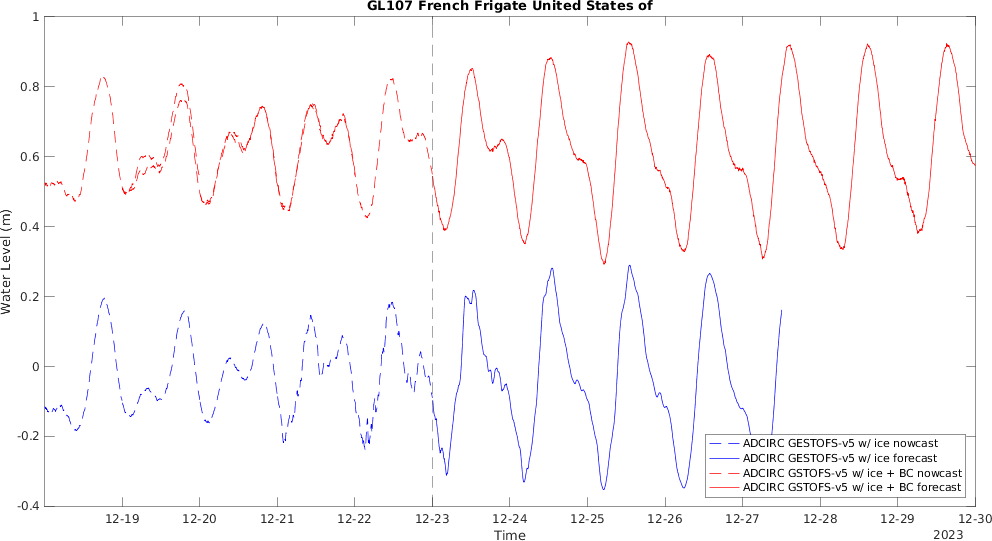 GL107 French Frigate United States of
Water Level (m)
1
0.8
0.6
0.4
0.2
0
-0.2
-0.4
ADCIRC GESTOFS-v5 w/ ice nowcast
ADCIRC GESTOFS-v5 w/ ice forecast
ADCIRC GSTOFS-v5 w/ ice + BC nowcast
ADCIRC GSTOFS-v5 w/ ice + BC forecast
12-19 12-20 12-21 12-22 12-23 12-24 12-25 12-26 12-27 12-28 12-29 12-30
Time
2023